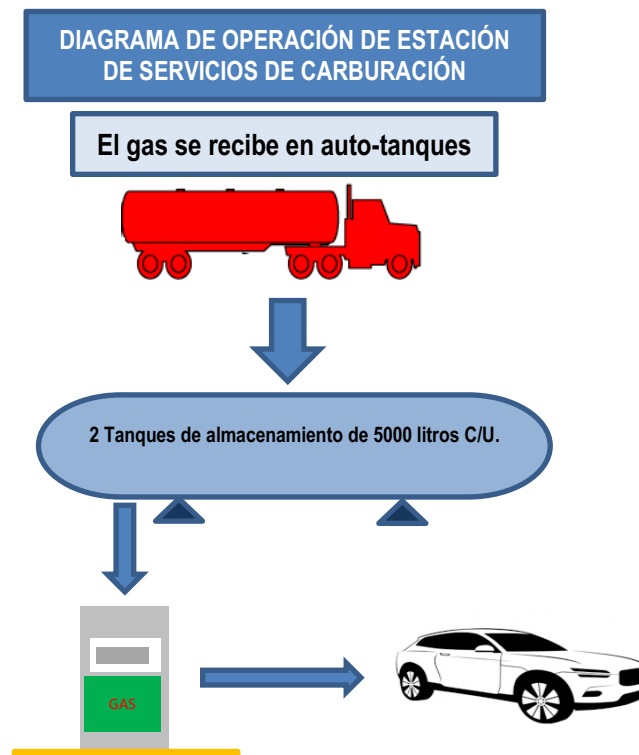 DIAGRAMA DE OPERACIÓN DE ESTACIÓN
DE SERVICIOS DE CARBURACIÓN
El gas se recibe en auto-tanques
2 Tanques de almacenamiento de 5000 litros C/U.
GAS